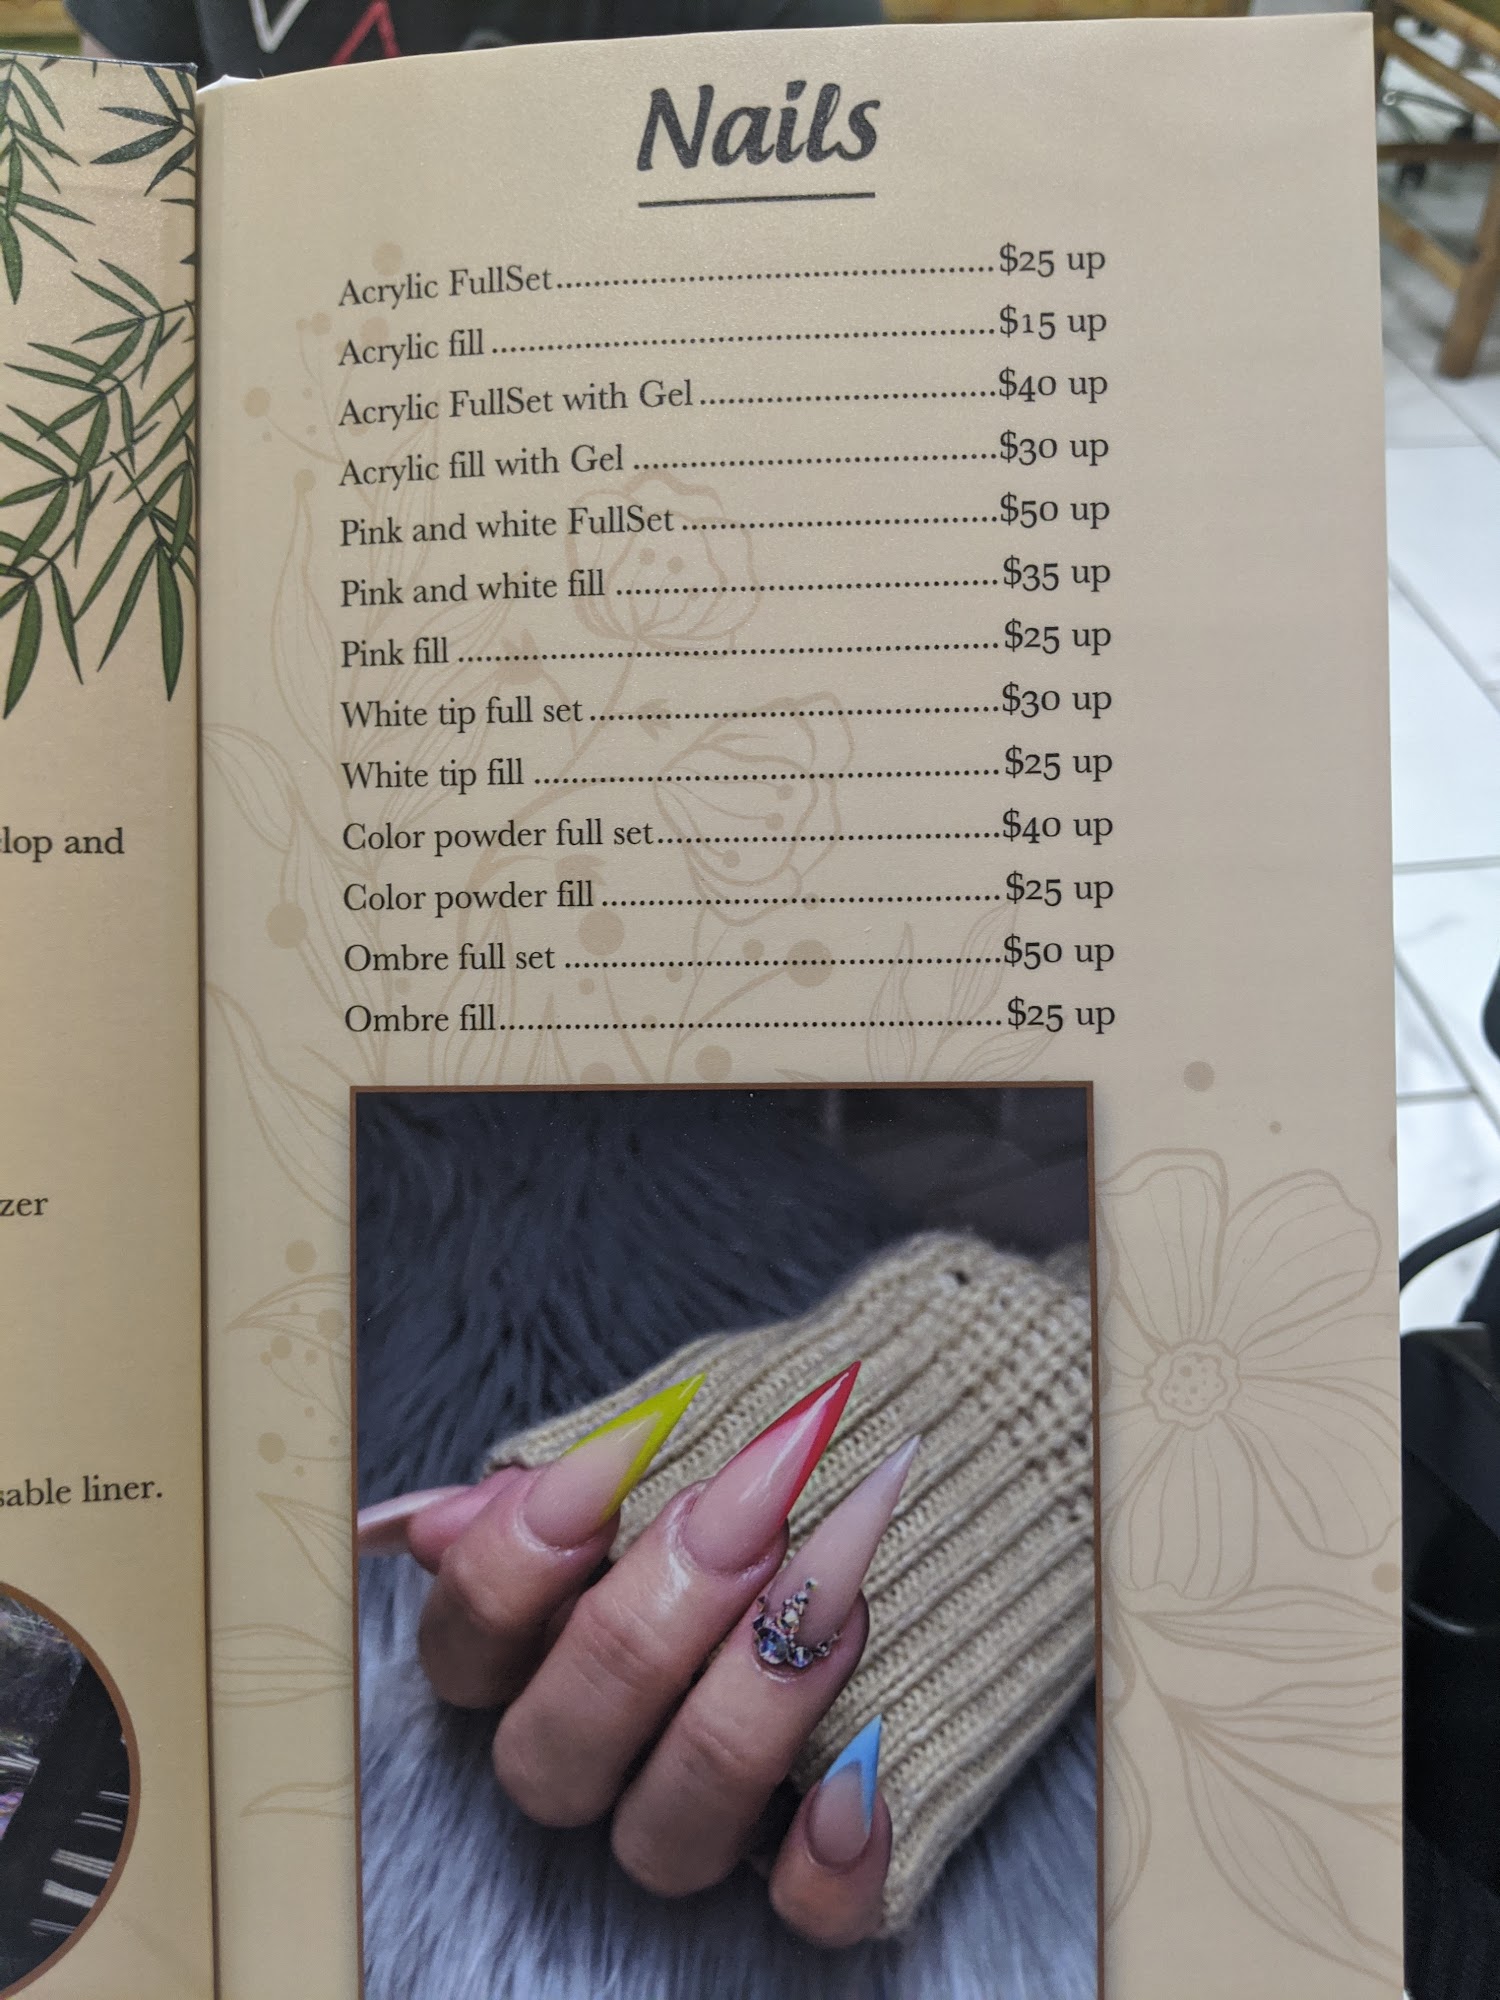 Nails
Acrylic FullSet....................................................$25 up
Acrylic fill............................................................$15 up
Acrylic FullSet with Gel...................................$40 up
Acrylic fill with Gel...........................................$30 up
Pink and white FullSet.....................................$50 up
Pink and white fill.............................................$35 up
Pink fill................................................................$25 up
White tip full set.................................................$30 up
White tip fill.......................................................$25 up
Color powder full set.........................................$40 up
Color powder fill................................................$25 up
Ombre full set....................................................$50 up
Ombre fill............................................................$25 up
lop and
zer
sable liner.